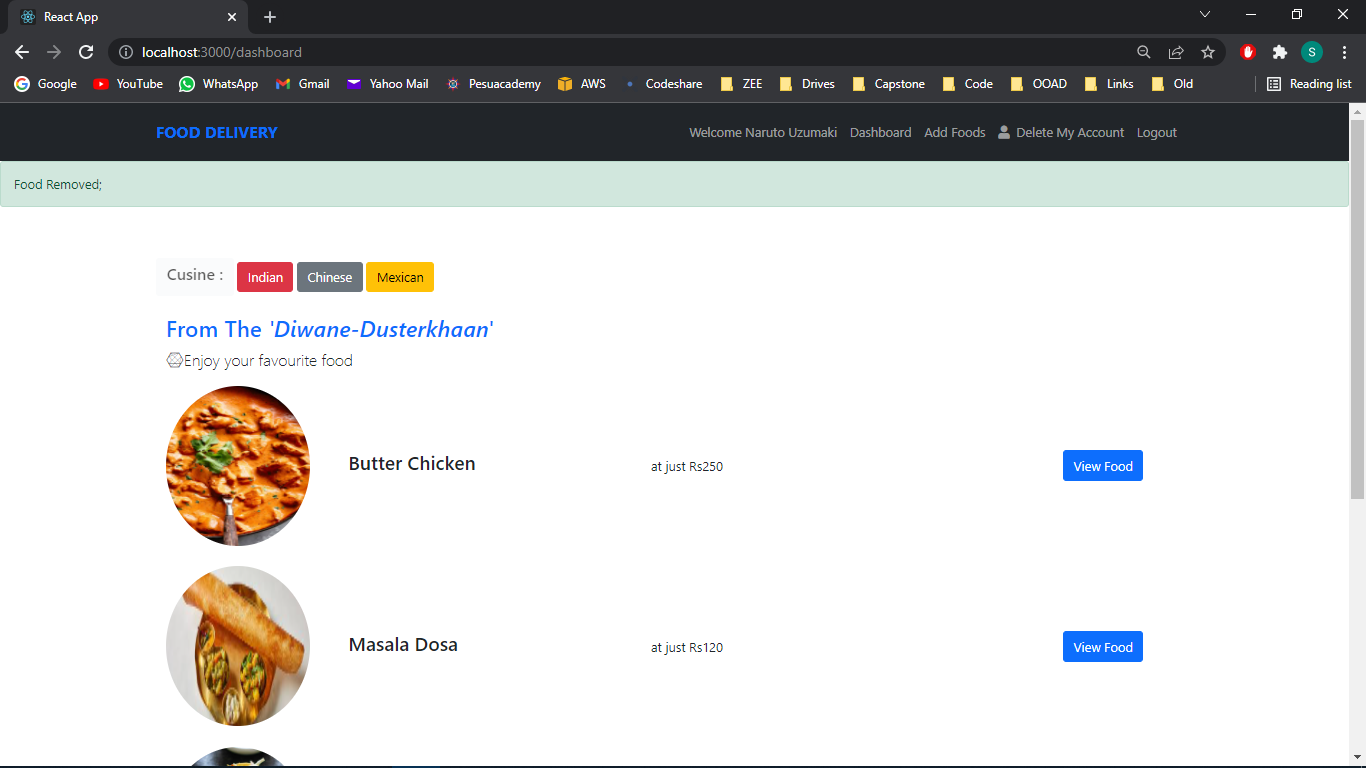 React App
localhost:3000/dashboard
S
Google YouTube WhatsApp Gmail Yahoo Mail Pesuacademy AWS Codeshare ZEE Drives Capstone Code OOAD Links Old Reading list
FOOD DELIVERY Welcome Naruto Uzumaki Dashboard Add Foods Delete My Account Logout
Food Removed;
Cusine : Indian Chinese Mexican
From The 'Diwane-Dusterkhaan'
Enjoy your favourite food
Butter Chicken at just Rs250 View Food
Masala Dosa at just Rs120 View Food